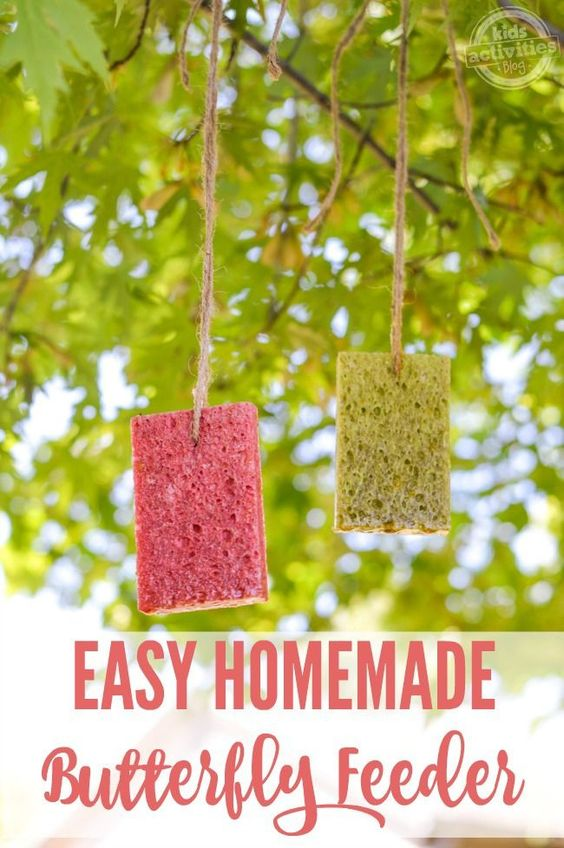 kids
activities
Blog
EASY HOMEMADE
Butterfly Feeder